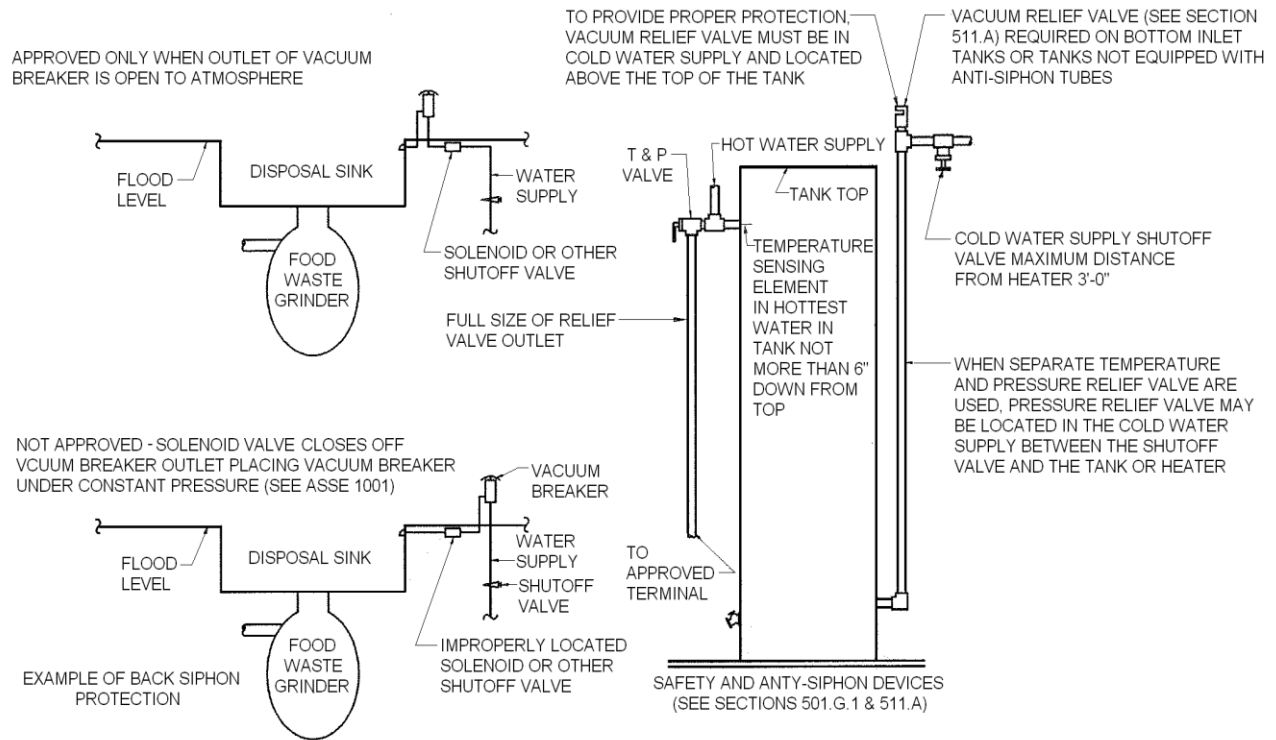 APPROVED ONLY WHEN OUTLET OF VACUUM
BREAKER IS OPEN TO ATMOSPHERE
FLOOD
LEVEL
DISPOSAL SINK
FOOD
WASTE
GRINDER
WATER
SUPPLY
SOLENOID OR OTHER
SHUTOFF VALVE
NOT APPROVED - SOLENOID VALVE CLOSES OFF
VCUUM BREAKER OUTLET PLACING VACUUM BREAKER
UNDER CONSTANT PRESSURE (SEE ASSE 1001)
VACUUM
BREAKER
FLOOD
LEVEL
DISPOSAL SINK
WATER
SUPPLY
SHUTOFF
VALVE
FOOD
WASTE
GRINDER
IMPROPERLY LOCATED
SOLENOID OR OTHER
SHUTOFF VALVE
EXAMPLE OF BACK SIPHON
PROTECTION
TO PROVIDE PROPER PROTECTION,
VACUUM RELIEF VALVE MUST BE IN
COLD WATER SUPPLY AND LOCATED
ABOVE THE TOP OF THE TANK
VACUUM RELIEF VALVE (SEE SECTION
511.A) REQUIRED ON BOTTOM INLET
TANKS OR TANKS NOT EQUIPPED WITH
ANTI-SIPHON TUBES
HOT WATER SUPPLY
T & P
VALVE
TANK TOP
TEMPERATURE
SENSING
ELEMENT
IN HOTTEST
WATER IN
TANK NOT
MORE THAN 6"
DOWN FROM
TOP
COLD WATER SUPPLY SHUTOFF
VALVE MAXIMUM DISTANCE
FROM HEATER 3'-0"
FULL SIZE OF RELIEF
VALVE OUTLET
WHEN SEPARATE TEMPERATURE
AND PRESSURE RELIEF VALVE ARE
USED, PRESSURE RELIEF VALVE MAY
BE LOCATED IN THE COLD WATER
SUPPLY BETWEEN THE SHUTOFF
VALVE AND THE TANK OR HEATER
TO
APPROVED
TERMINAL
SAFETY AND ANTY-SIPHON DEVICES
(SEE SECTIONS 501.G.1 & 511.A)